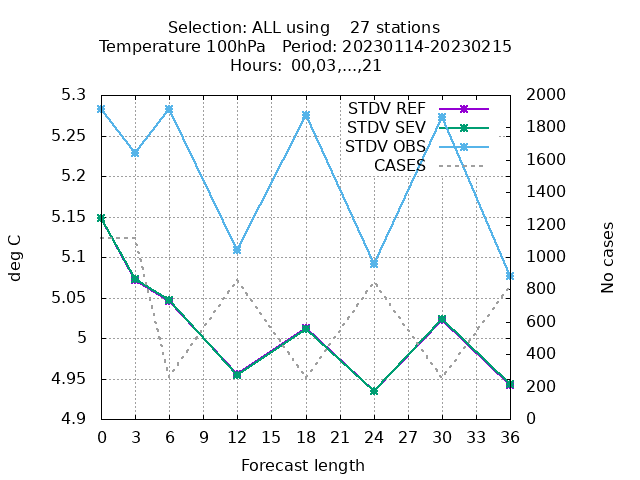 Selection: ALL using    27 stations
Temperature 100hPa   Period: 20230114-20230215
Hours:  00,03,...,21
STDV REF
STDV SEV
STDV OBS
CASES
deg C
5.3
5.25
5.2
5.15
5.1
5.05
5
4.95
4.9
No cases
2000
1800
1600
1400
1200
1000
800
600
400
200
0
0 3 6 9 12 15 18 21 24 27 30 33 36
Forecast length